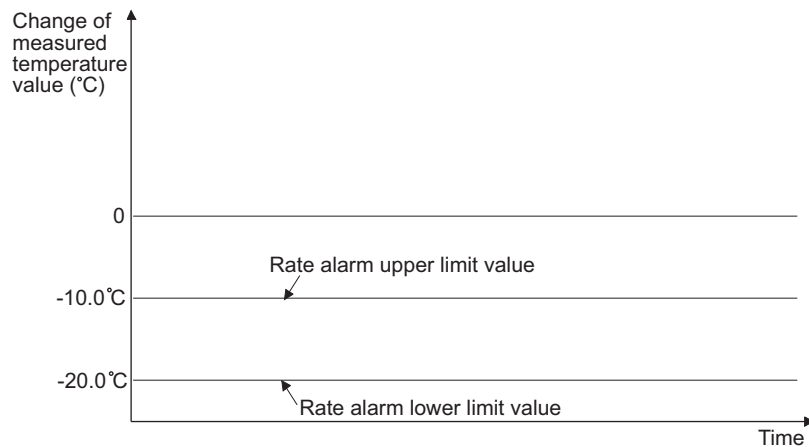 Change of
measured
temperature
value (°C)
0
Rate alarm upper limit value
-10.0°C
-20.0°C
Rate alarm lower limit value
Time